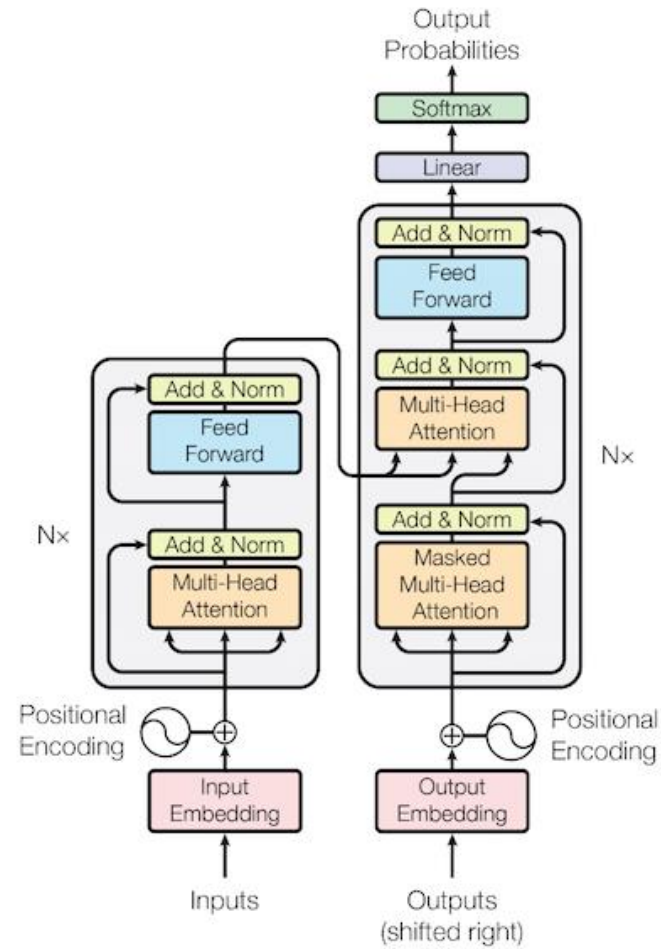 Output
Probabilities
Softmax
Linear
Add & Norm
Feed
Forward
Add & Norm
Multi-Head
Attention
Add & Norm
Masked
Multi-Head
Attention
N×
Add & Norm
Feed
Forward
N×
Add & Norm
Multi-Head
Attention
Positional
Encoding
Positional
Encoding
Input
Embedding
Output
Embedding
Inputs
Outputs
(shifted right)